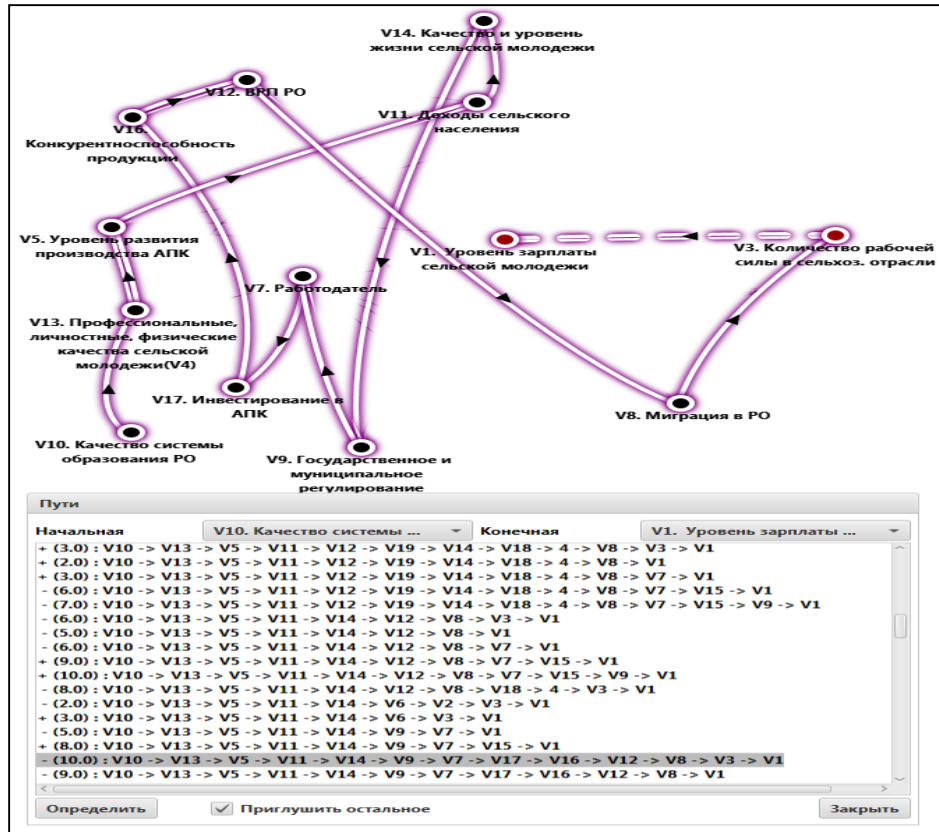 V14. Качество и уровень
жизни сельской молодежи
V12. ВРП РО
V11. Доходы сельского
населения
V16.
Конкурентноспособность
продукции
V5. Уровень развития
производства АПК
V1. Уровень зарплаты
сельской молодежи
V3. Количество рабочей
силы в сельхоз. отрасли
V7. Работодатель
V13. Профессиональные,
личностные, физические
качества сельской
молодежи(V4)
V17. Инвестирование в
АПК
V8. Миграция в РО
V10. Качество системы
образования РО
V9. Государственное и
муниципальное
регулирование
Пути
Начальная V10. Качество системы ... Конечная V1. Уровень зарплаты ...
+ (3.0) : V10 -> V13 -> V5 -> V11 -> V12 -> V19 -> V14 -> V18 -> 4 -> V8 -> V3 -> V1
+ (2.0) : V10 -> V13 -> V5 -> V11 -> V12 -> V19 -> V14 -> V18 -> 4 -> V8 -> V1
+ (3.0) : V10 -> V13 -> V5 -> V11 -> V12 -> V19 -> V14 -> V18 -> 4 -> V8 -> V7 -> V1
- (6.0) : V10 -> V13 -> V5 -> V11 -> V12 -> V19 -> V14 -> V18 -> 4 -> V8 -> V7 -> V15 -> V1
- (7.0) : V10 -> V13 -> V5 -> V11 -> V12 -> V19 -> V14 -> V18 -> 4 -> V8 -> V7 -> V15 -> V9 -> V1
- (6.0) : V10 -> V13 -> V5 -> V11 -> V14 -> V12 -> V8 -> V3 -> V1
- (5.0) : V10 -> V13 -> V5 -> V11 -> V14 -> V12 -> V8 -> V1
- (6.0) : V10 -> V13 -> V5 -> V11 -> V14 -> V12 -> V8 -> V7 -> V1
+ (9.0) : V10 -> V13 -> V5 -> V11 -> V14 -> V12 -> V8 -> V7 -> V15 -> V1
+ (10.0) : V10 -> V13 -> V5 -> V11 -> V14 -> V12 -> V8 -> V7 -> V15 -> V9 -> V1
- (8.0) : V10 -> V13 -> V5 -> V11 -> V14 -> V12 -> V8 -> V18 -> 4 -> V3 -> V1
- (2.0) : V10 -> V13 -> V5 -> V11 -> V14 -> V6 -> V2 -> V3 -> V1
+ (3.0) : V10 -> V13 -> V5 -> V11 -> V14 -> V6 -> V3 -> V1
- (5.0) : V10 -> V13 -> V5 -> V11 -> V14 -> V9 -> V7 -> V1
+ (8.0) : V10 -> V13 -> V5 -> V11 -> V14 -> V9 -> V7 -> V15 -> V1
- (10.0) : V10 -> V13 -> V5 -> V11 -> V14 -> V9 -> V7 -> V17 -> V16 -> V12 -> V8 -> V3 -> V1
- (9.0) : V10 -> V13 -> V5 -> V11 -> V14 -> V9 -> V7 -> V17 -> V16 -> V12 -> V8 -> V1
Определить Приглушить остальное Закрыть